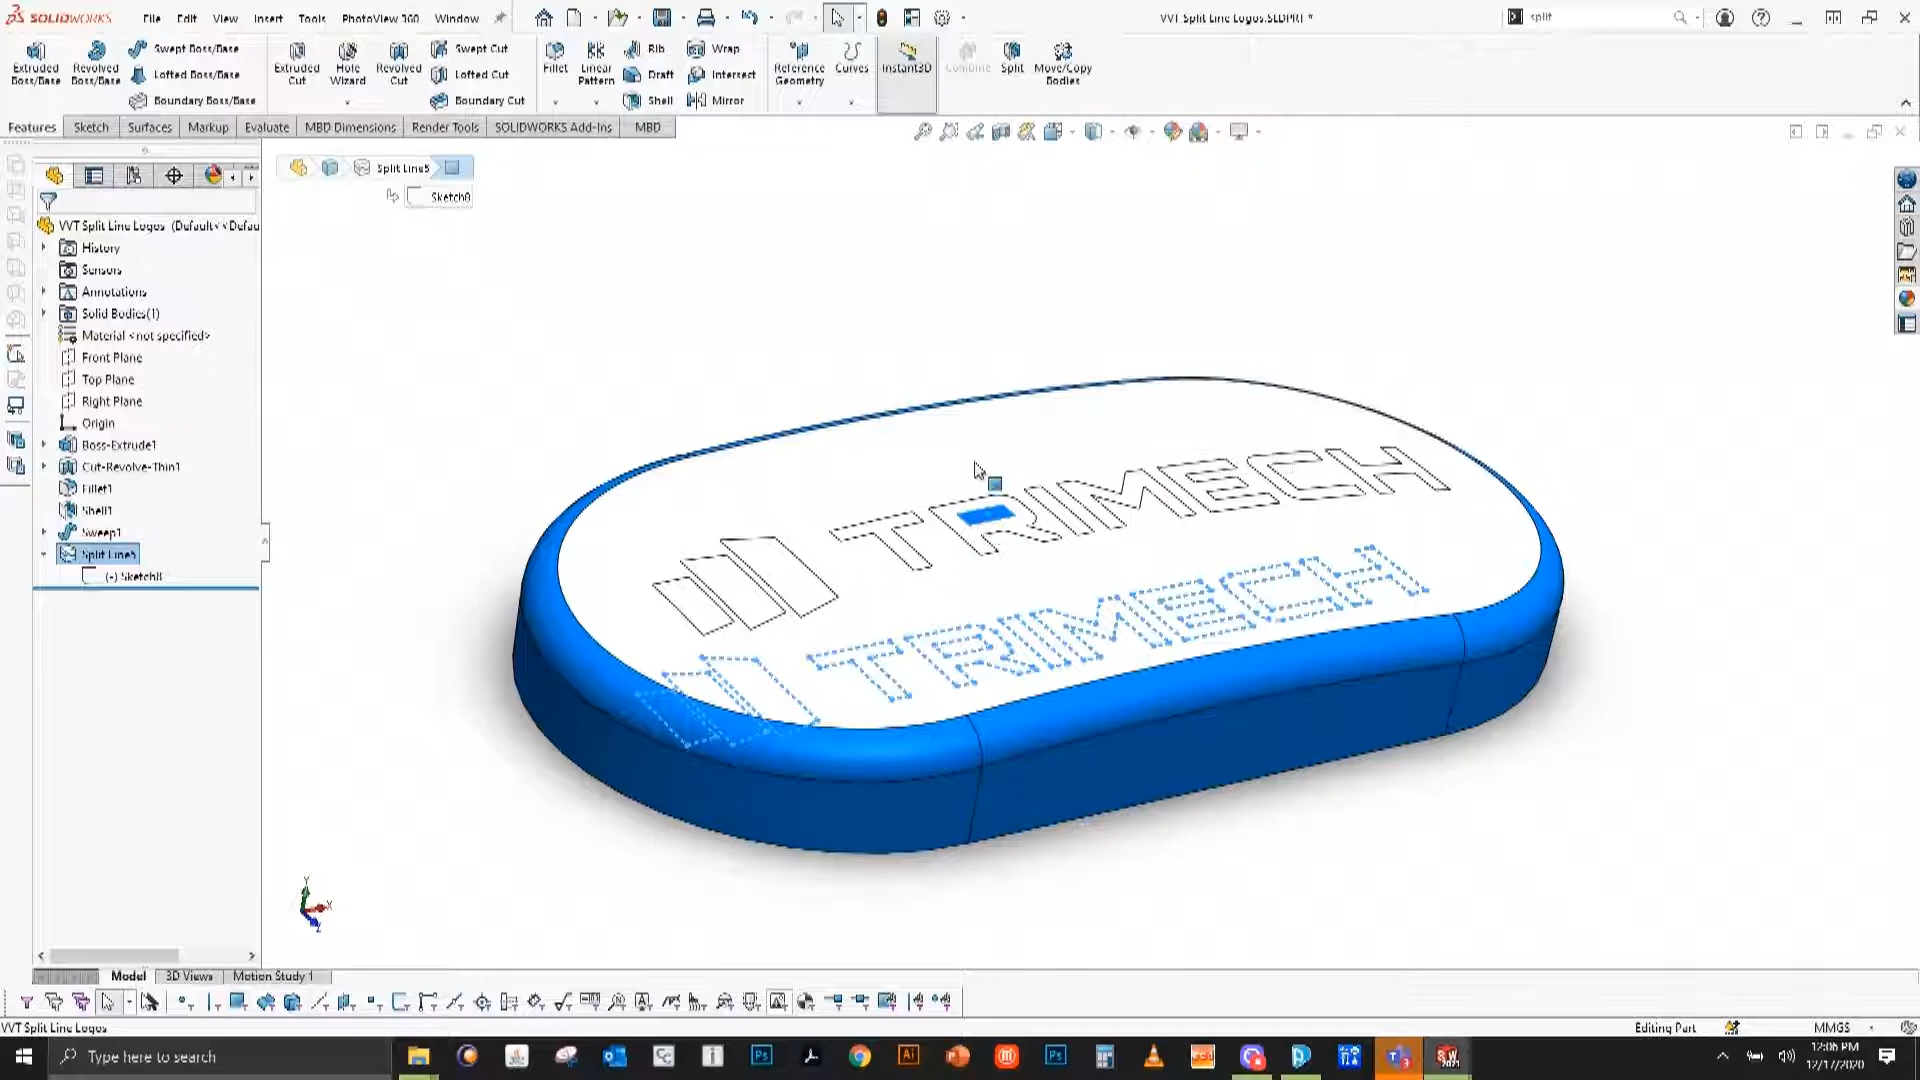 SOLIDWORKS
File Edit View Insert Tools PhotoView 360 Window
VVT Split Line Logos.SLDPRT *
split
Extruded Boss/Base
Revolved Boss/Base
Swept Boss/Base
Lofted Boss/Base
Boundary Boss/Base
Extruded Cut
Hole Wizard
Revolved Cut
Swept Cut
Lofted Cut
Boundary Cut
Fillet
Linear Pattern
Rib
Draft
Shell
Wrap
Intersect
Mirror
Reference Geometry
Curves
Instant3D
Combine
Split
Move/Copy Bodies
Features Sketch Surfaces Markup Evaluate MBD Dimensions Render Tools SOLIDWORKS Add-Ins MBD
Split Line5
Sketch8
VVT Split Line Logos (Default<<Defau
History
Sensors
Annotations
Solid Bodies(1)
Material <not specified>
Front Plane
Top Plane
Right Plane
Origin
Boss-Extrude1
Cut-Revolve-Thin1
Fillet1
Shell1
Sweep1
Split Line5
(-) Sketch8
TRIMECH
TRIMECH
Y
X
Z
Model 3D Views Motion Study 1
VVT Split Line Logos
Editing Part
MMGS
Type here to search
12:06 PM
12/17/2020